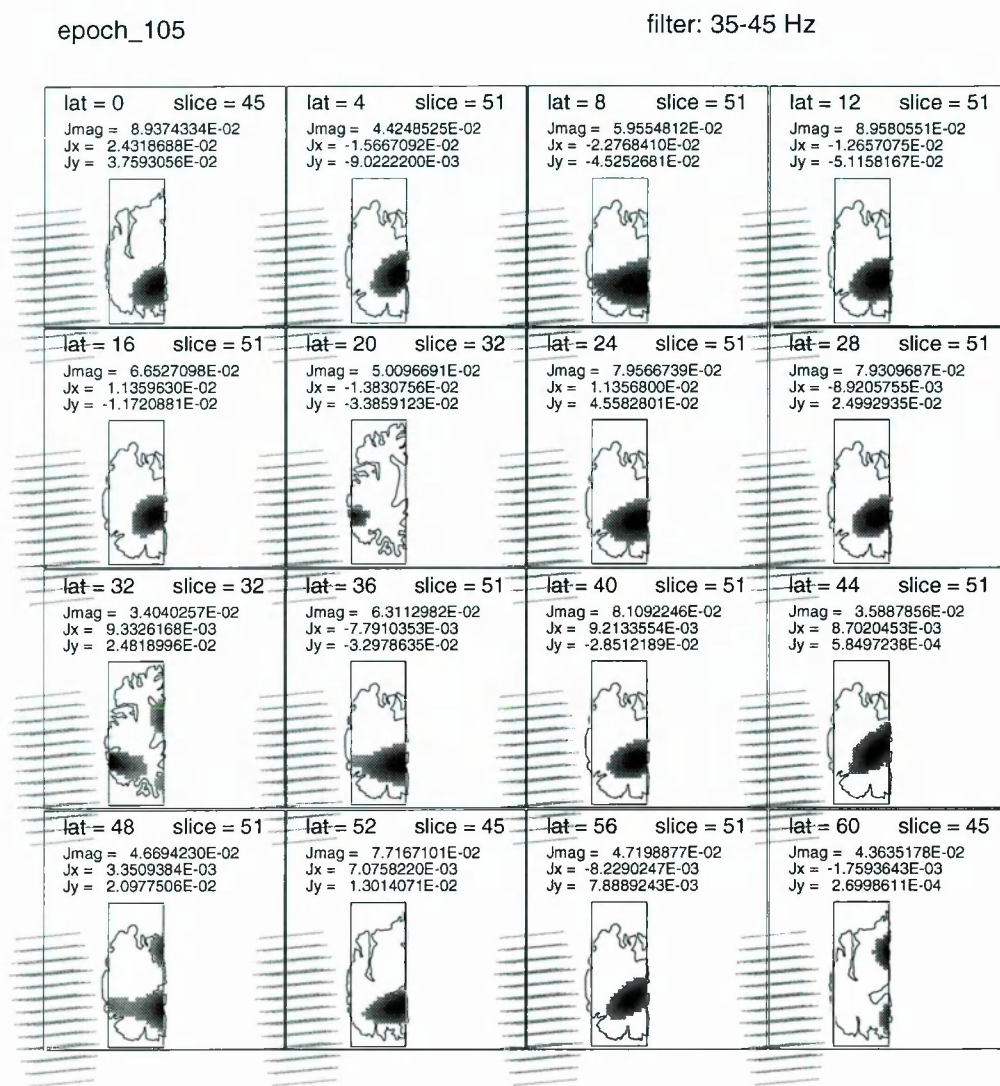 epoch_105 filter: 35-45 Hz
lat = 0 slice = 45
Jmag = 8.9374334E-02
Jx = 2.4318688E-02
Jy = 3.7593056E-02
lat = 4 slice = 51
Jmag = 4.4248525E-02
Jx = -1.5667092E-02
Jy = -9.0222200E-03
lat = 8 slice = 51
Jmag = 5.9554812E-02
Jx = -2.2768410E-02
Jy = -4.5252681E-02
lat = 12 slice = 51
Jmag = 8.9580551E-02
Jx = -1.2657075E-02
Jy = -5.1158167E-02
lat = 16 slice = 51
Jmag = 6.6527098E-02
Jx = 1.1359630E-02
Jy = -1.1720881E-02
lat = 20 slice = 32
Jmag = 5.0096691E-02
Jx = -1.3830756E-02
Jy = -3.3859123E-02
lat = 24 slice = 51
Jmag = 7.9566739E-02
Jx = 1.1356800E-02
Jy = 4.5582801E-02
lat = 28 slice = 51
Jmag = 7.9309687E-02
Jx = -8.9205755E-03
Jy = 2.4992935E-02
lat = 32 slice = 32
Jmag = 3.4040257E-02
Jx = 9.3326168E-03
Jy = 2.4818996E-02
lat = 36 slice = 51
Jmag = 6.3112982E-02
Jx = -7.7910353E-03
Jy = -3.2978635E-02
lat = 40 slice = 51
Jmag = 8.1092246E-02
Jx = 9.2133554E-03
Jy = -2.8512189E-02
lat = 44 slice = 51
Jmag = 3.5887856E-02
Jx = 8.7020453E-03
Jy = 5.8497238E-04
lat = 48 slice = 51
Jmag = 4.6694230E-02
Jx = 3.3509384E-03
Jy = 2.0977506E-02
lat = 52 slice = 45
Jmag = 7.7167101E-02
Jx = 7.0758220E-03
Jy = 1.3014071E-02
lat = 56 slice = 51
Jmag = 4.7198877E-02
Jx = -8.2290247E-03
Jy = 7.8889243E-03
lat = 60 slice = 45
Jmag = 4.3635178E-02
Jx = -1.7593643E-03
Jy = 2.6998611E-04